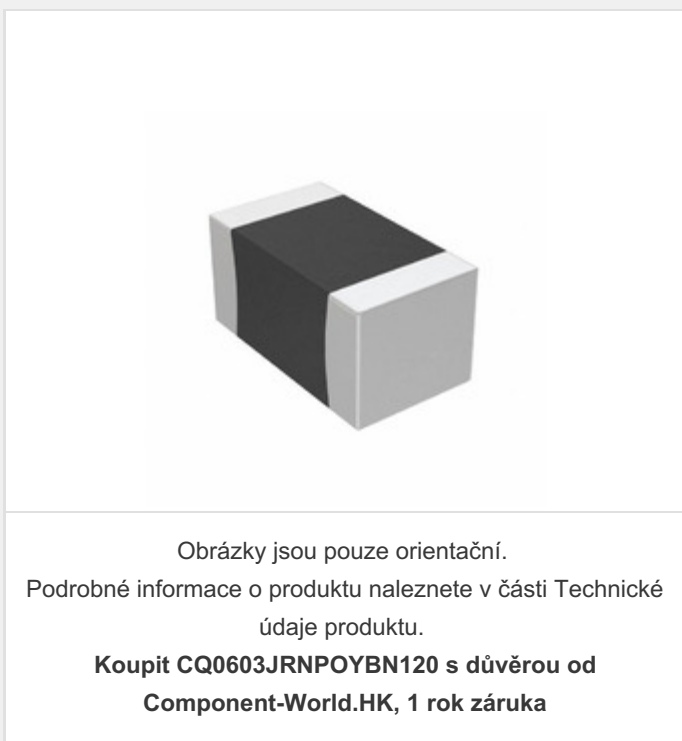 Obrázky jsou pouze orientační.
Podrobné informace o produktu naleznete v části Technické
údaje produktu.
Koupit CQ0603JRNPOYBN120 s důvěrou od
Component-World.HK, 1 rok záruka